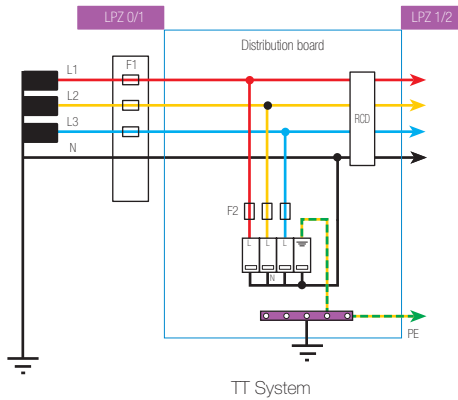 LPZ 0/1
LPZ 1/2
Distribution board
F1
L1
L2
L3
N
RCD
F2
L L L
N
PE
TT System